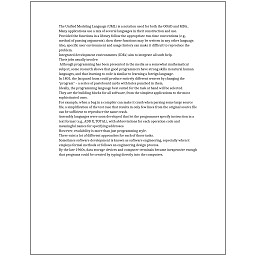 The Unified Modeling Language (UML) is a notation used for both the OOAD and MDA.
Many applications use a mix of several languages in their construction and use.
Provided the functions in a library follow the appropriate run-time conventions (e.g.,
method of passing arguments), then these functions may be written in any other language.
Also, specific user environment and usage history can make it difficult to reproduce the
problem.
Integrated development environments (IDEs) aim to integrate all such help.
Their jobs usually involve:
Although programming has been presented in the media as a somewhat mathematical
subject, some research shows that good programmers have strong skills in natural human
languages, and that learning to code is similar to learning a foreign language.
In 1801, the Jacquard loom could produce entirely different weaves by changing the
"program" - a series of pasteboard cards with holes punched in them.
Ideally, the programming language best suited for the task at hand will be selected.
They are the building blocks for all software, from the simplest applications to the most
sophisticated ones.
For example, when a bug in a compiler can make it crash when parsing some large source
file, a simplification of the test case that results in only few lines from the original source file
can be sufficient to reproduce the same crash.
Assembly languages were soon developed that let the programmer specify instruction in a
text format (e.g., ADD X, TOTAL), with abbreviations for each operation code and
meaningful names for specifying addresses.
However, readability is more than just programming style.
There exist a lot of different approaches for each of those tasks.
Sometimes software development is known as software engineering, especially when it
employs formal methods or follows an engineering design process.
By the late 1960s, data storage devices and computer terminals became inexpensive enough
that programs could be created by typing directly into the computers.